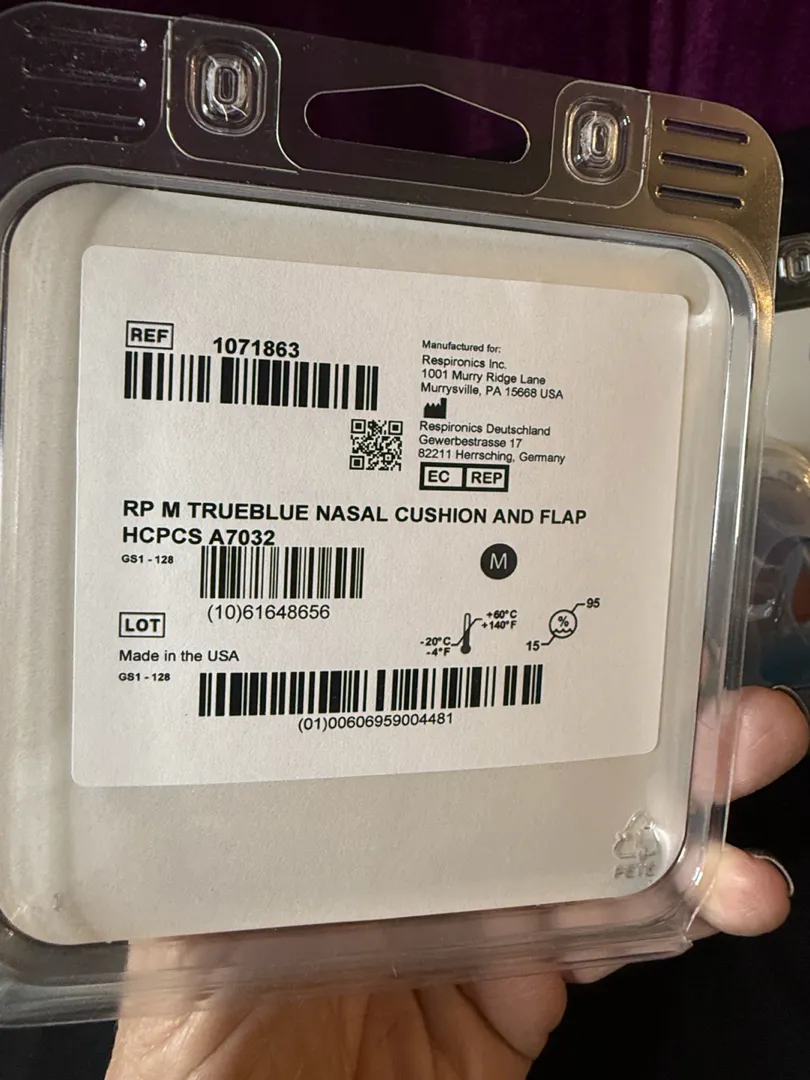 REF 1071863
Manufactured for:
Respironics Inc.
1001 Murry Ridge Lane
Murrysville, PA 15668 USA
Respironics Deutschland
Gewerbestrasse 17
82211 Herrsching, Germany
EC REP
RP M TRUEBLUE NASAL CUSHION AND FLAP
HCPCS A7032
GS1 - 128
M
(10)61648656
LOT
+60°C
+140°F
-20°C
-4°F
95
%
15
Made in the USA
GS1 - 128
(01)00606959004481
PETE